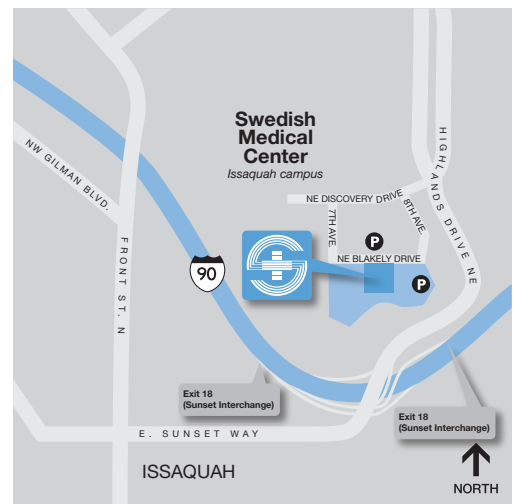 Swedish
Medical
Center
Issaquah campus
HIGHLANDS DRIVE NE
NW GILMAN BLVD.
NE DISCOVERY DRIVE
7TH AVE.
8TH AVE.
P
NE BLAKELY DRIVE
FRONT ST. N
90
P
Exit 18
(Sunset Interchange)
Exit 18
(Sunset Interchange)
E. SUNSET WAY
ISSAQUAH
NORTH